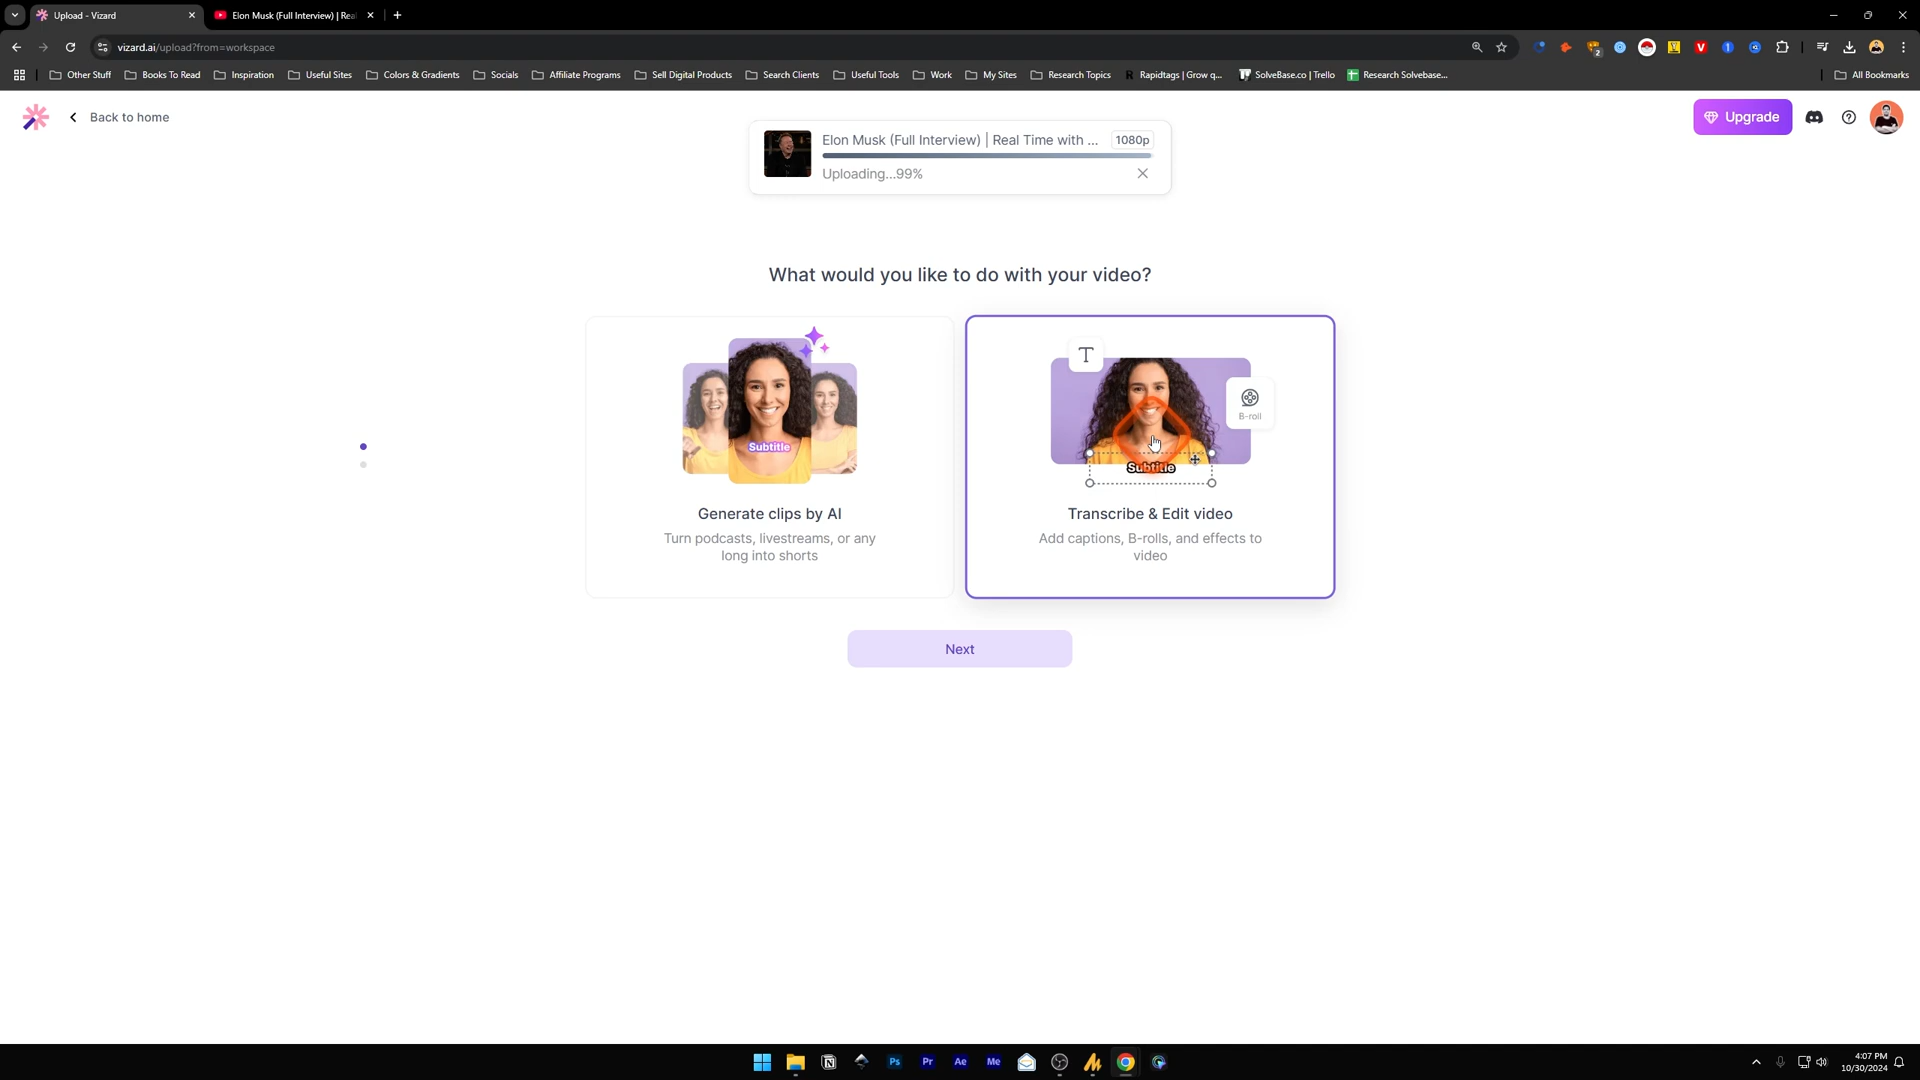 Upload - Vizard
Elon Musk (Full Interview) | Real
vizard.ai/upload?from=workspace
Other Stuff
Books To Read
Inspiration
Useful Sites
Colors & Gradients
Socials
Affiliate Programs
Sell Digital Products
Search Clients
Useful Tools
Work
My Sites
Research Topics
Rapidtags | Grow q...
SolveBase.co | Trello
Research Solvebase...
All Bookmarks
Back to home
Upgrade
Elon Musk (Full Interview) | Real Time with ...
1080p
Uploading...99%
What would you like to do with your video?
Subtitle
Generate clips by AI
Turn podcasts, livestreams, or any
long into shorts
T
B-roll
Subtitle
Transcribe & Edit video
Add captions, B-rolls, and effects to
video
Next
Ps
Pr
Ae
Me
4:07 PM
10/30/2024